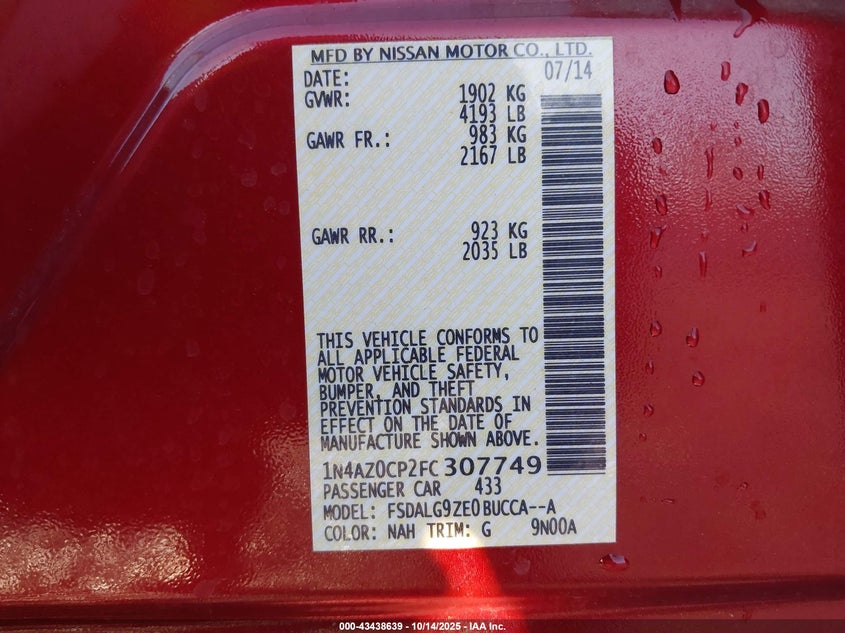 MFD BY NISSAN MOTOR CO., LTD.
DATE: 07/14
GVWR: 1902 KG
4193 LB
GAWR FR.: 983 KG
2167 LB
GAWR RR.: 923 KG
2035 LB
THIS VEHICLE CONFORMS TO
ALL APPLICABLE FEDERAL
MOTOR VEHICLE SAFETY,
BUMPER, AND THEFT
PREVENTION STANDARDS IN
EFFECT ON THE DATE OF
MANUFACTURE SHOWN ABOVE.
1N4AZ0CP2FC307749
PASSENGER CAR 433
MODEL: FSDALG9ZE0BUCCA--A
COLOR: NAH TRIM: G 9N00A
000-43438639 - 10/14/2025 - IAA Inc.